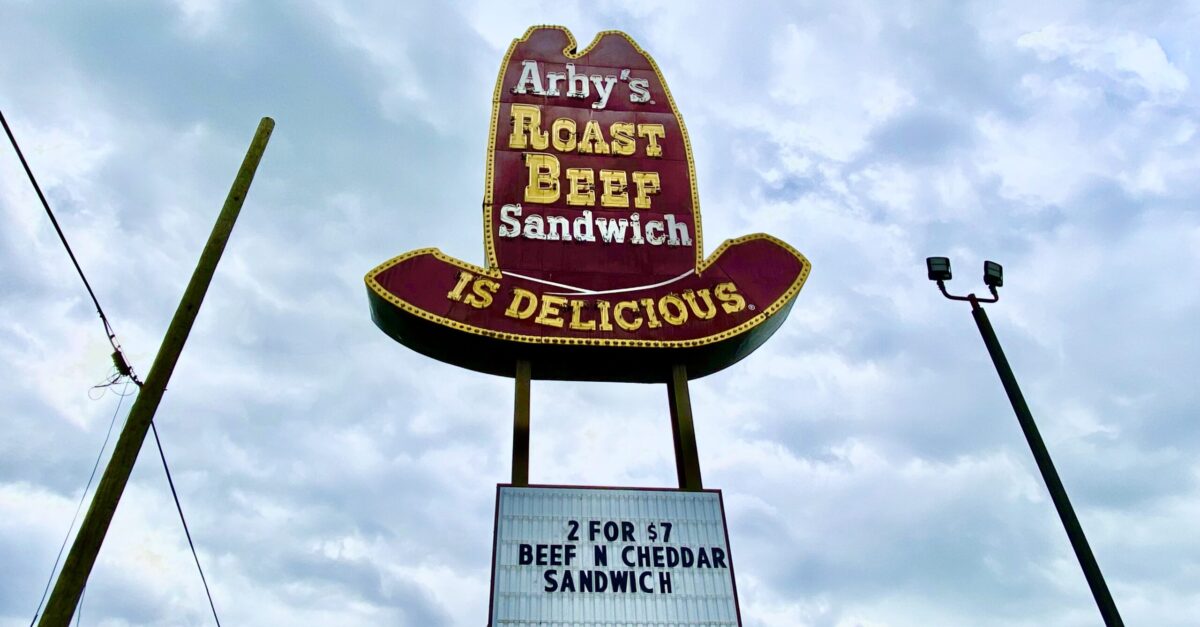 Arby's
Roast
Beef
Sandwich
is Delicious ®
2 FOR $7
BEEF N CHEDDAR
SANDWICH